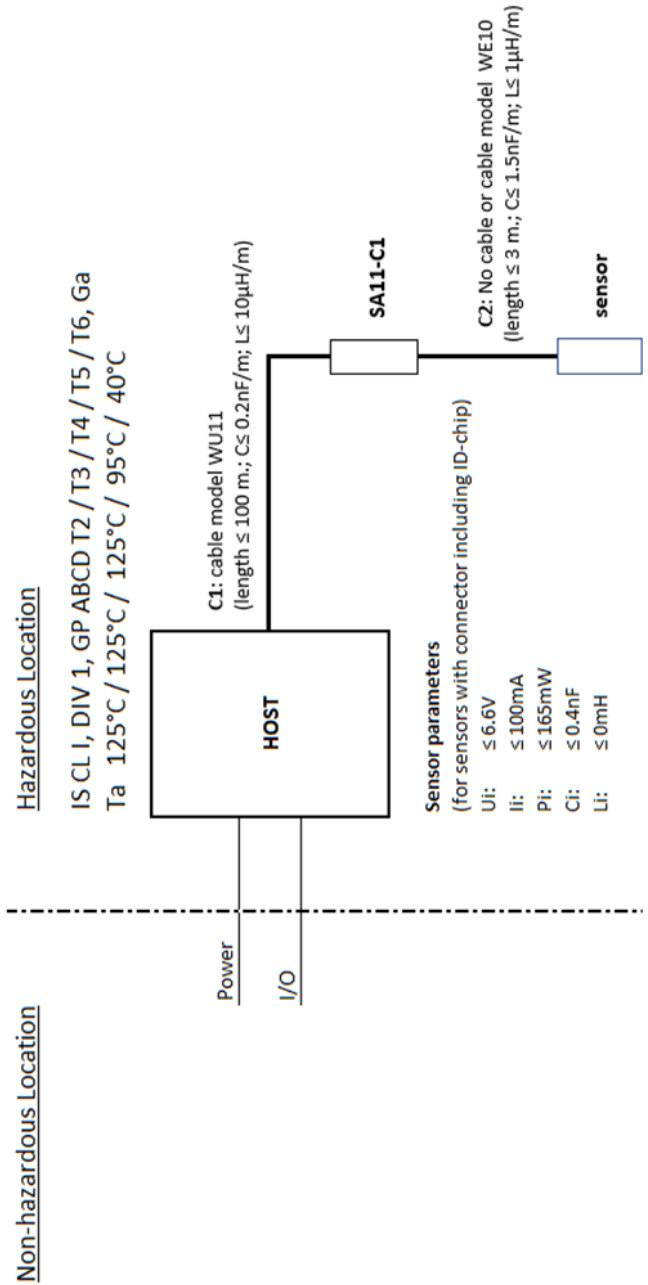 Non-hazardous Location
Hazardous Location
IS CL I, DIV 1, GP ABCD T2 / T3 / T4 / T5 / T6, Ga
Ta 125°C / 125°C / 125°C / 95°C / 40°C
Power
I/O
HOST
C1: cable model WU11
(length ≤ 100 m.; C≤ 0.2nF/m; L≤ 10µH/m)
SA11-C1
Sensor parameters
(for sensors with connector including ID-chip)
Ui: ≤ 6.6V
Ii: ≤ 100mA
Pi: ≤165mW
Ci: ≤ 0.4nF
Li: ≤ 0mH
C2: No cable or cable model WE10
(length ≤ 3 m.; C≤ 1.5nF/m; L≤ 1µH/m)
sensor